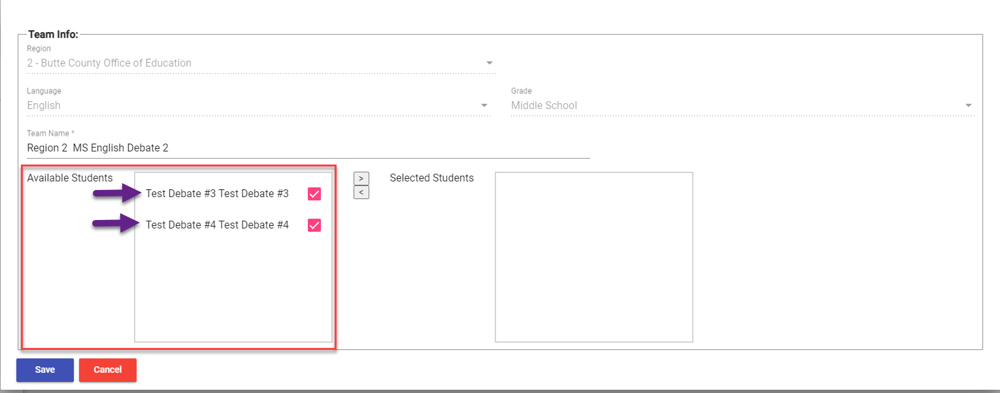 Team Info:
Region
2 - Butte County Office of Education
Language
English
Grade
Middle School
Team Name *
Region 2  MS English Debate 2
Available Students
Test Debate #3 Test Debate #3
Test Debate #4 Test Debate #4
>
<
Selected Students
Save
Cancel